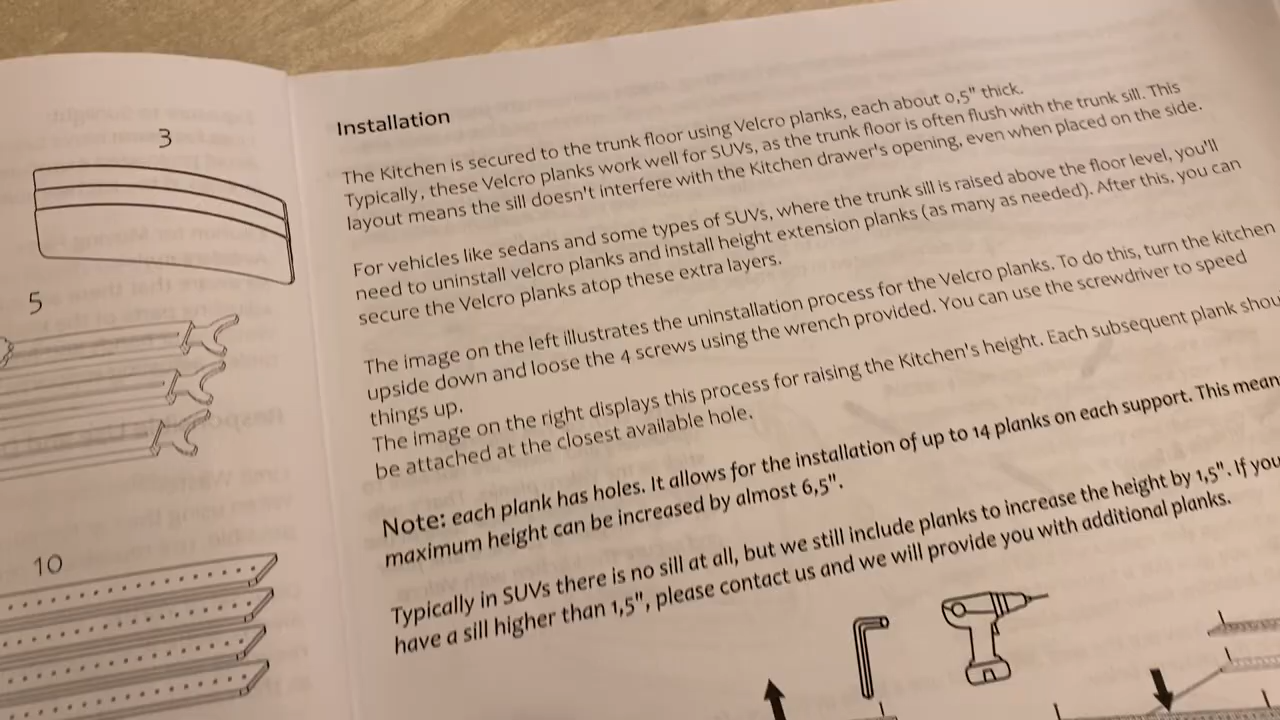 3
5
10
Installation
The Kitchen is secured to the trunk floor using Velcro planks, each about 0,5" thick.
Typically, these Velcro planks work well for SUVs, as the trunk floor is often flush with the trunk sill. This
layout means the sill doesn't interfere with the Kitchen drawer's opening, even when placed on the side.
For vehicles like sedans and some types of SUVs, where the trunk sill is raised above the floor level, you'll
need to uninstall velcro planks and install height extension planks (as many as needed). After this, you can
secure the Velcro planks atop these extra layers.
The image on the left illustrates the uninstallation process for the Velcro planks. To do this, turn the kitchen
upside down and loose the 4 screws using the wrench provided. You can use the screwdriver to speed
things up.
The image on the right displays this process for raising the Kitchen's height. Each subsequent plank shou
be attached at the closest available hole.
Note: each plank has holes. It allows for the installation of up to 14 planks on each support. This mean
maximum height can be increased by almost 6,5".
Typically in SUVs there is no sill at all, but we still include planks to increase the height by 1,5". If you
have a sill higher than 1,5", please contact us and we will provide you with additional planks.